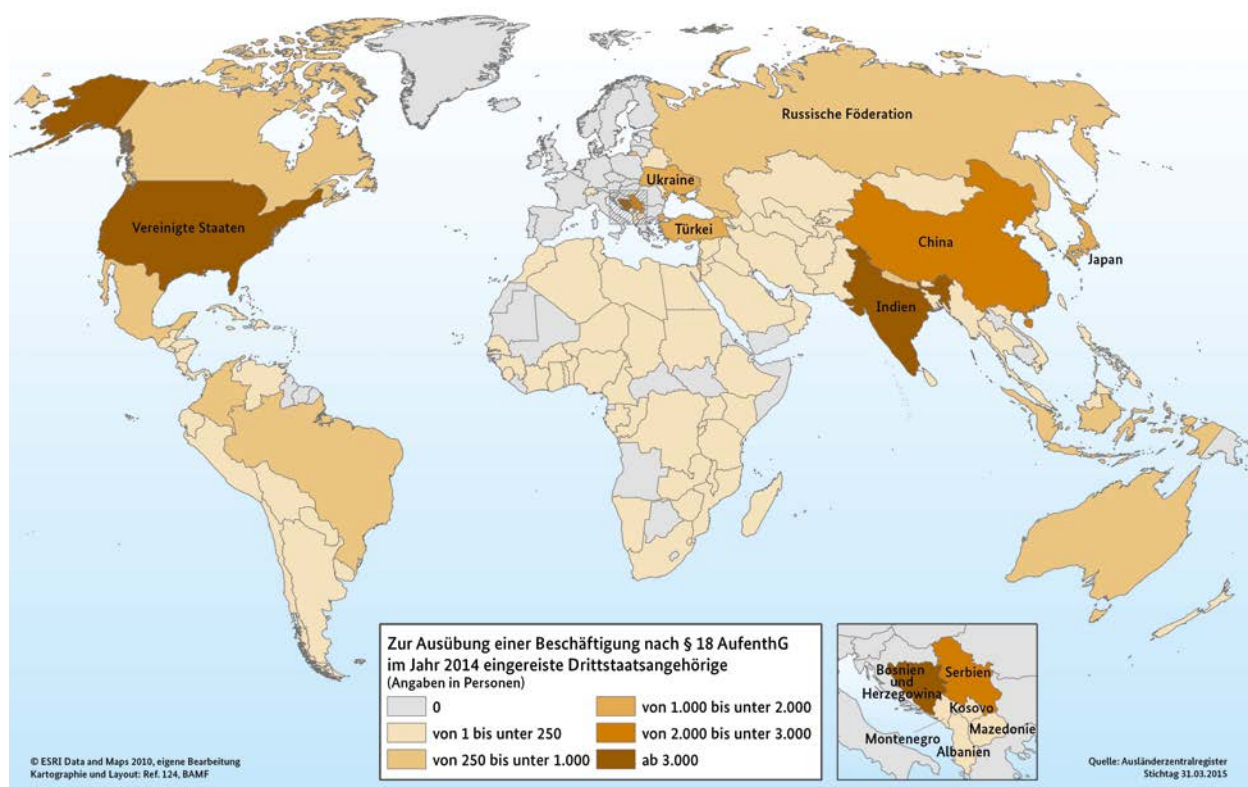 Russische Föderation
Ukraine
Vereinigte Staaten
Türkei
China
Japan
Indien
Zur Ausübung einer Beschäftigung nach § 18 AufenthG
im Jahr 2014 eingereiste Drittstaatsangehörige
(Angaben in Personen)
0
von 1 bis unter 250
von 250 bis unter 1.000
von 1.000 bis unter 2.000
von 2.000 bis unter 3.000
ab 3.000
Bosnien
und
Herzegowina
Serbien
Kosovo
Montenegro
Mazedonie
Albanien
© ESRI Data and Maps 2010, eigene Bearbeitung
Kartographie und Layout: Ref. 124, BAMF
Quelle: Ausländerzentralregister
Stichtag 31.03.2015